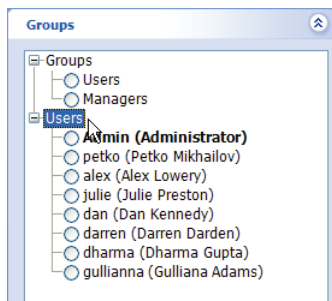 Groups
Groups
Users
Managers
Users
Admin (Administrator)
petko (Petko Mikhailov)
alex (Alex Lowery)
julie (Julie Preston)
dan (Dan Kennedy)
darren (Darren Darden)
dharma (Dharma Gupta)
gullianna (Gulliana Adams)